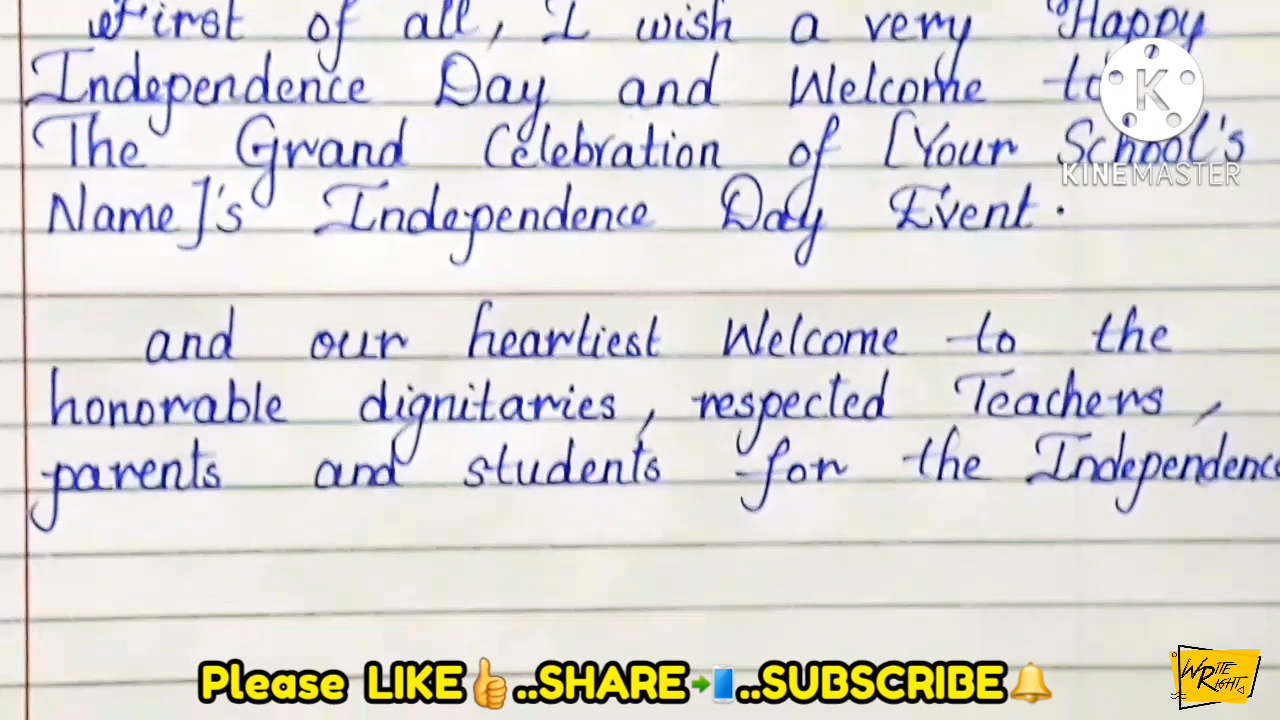 First of all, I wish a very Happy
Independence Day and Welcome to
The Grand Celebration of [Your School's
Name]'s Independence Day Event.
and our heartiest Welcome to the
honorable dignitaries, respected Teachers,
parents and students for the Independence
K
KINEMASTER
Please LIKE👍..SHARE📲..SUBSCRIBE🔔
WRITE
RIGHT